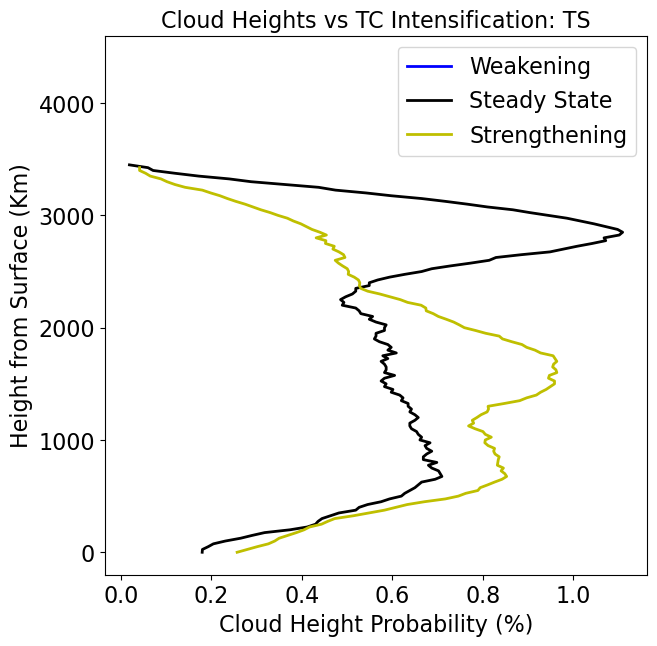 Cloud Heights vs TC Intensification: TS
Weakening
Steady State
Strengthening
Height from Surface (Km)
4000
3000
2000
1000
0
0.0 0.2 0.4 0.6 0.8 1.0
Cloud Height Probability (%)